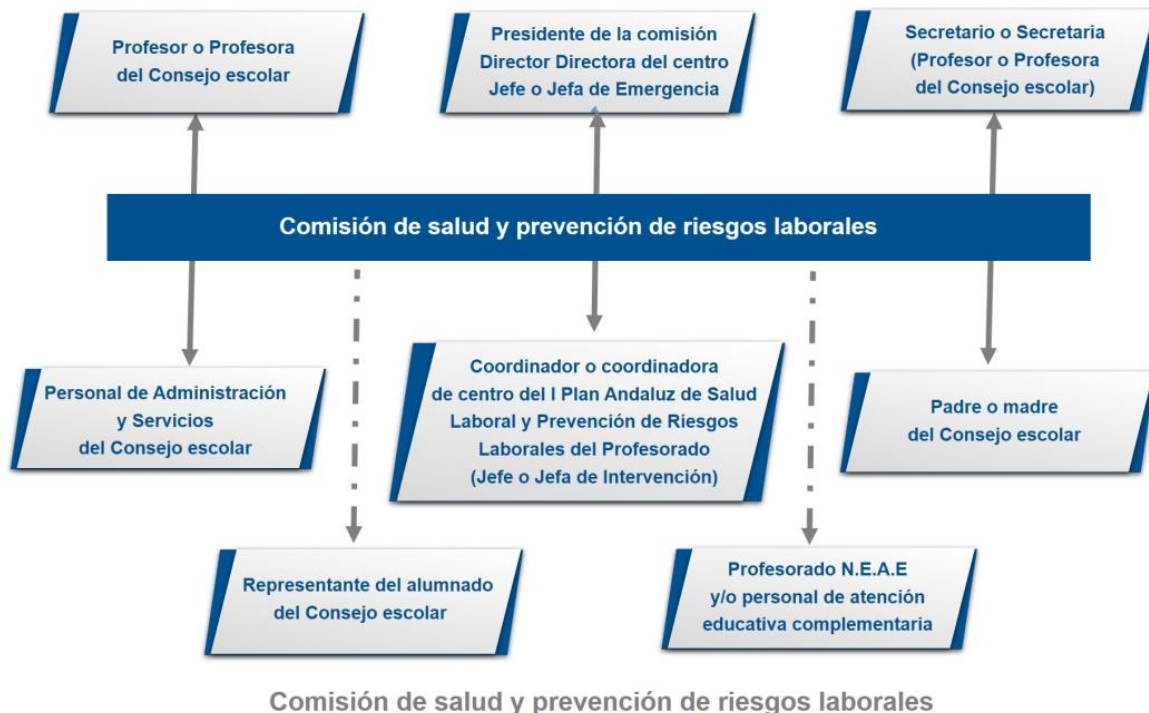 Profesor o Profesora
del Consejo escolar
Presidente de la comisión
Director Directora del centro
Jefe o Jefa de Emergencia
Secretario o Secretaria
(Profesor o Profesora
del Consejo escolar)
Comisión de salud y prevención de riesgos laborales
Personal de Administración
y Servicios
del Consejo escolar
Coordinador o coordinadora
de centro del I Plan Andaluz de Salud
Laboral y Prevención de Riesgos
Laborales del Profesorado
(Jefe o Jefa de Intervención)
Padre o madre
del Consejo escolar
Representante del alumnado
del Consejo escolar
Profesorado N.E.A.E
y/o personal de atención
educativa complementaria
Comisión de salud y prevención de riesgos laborales